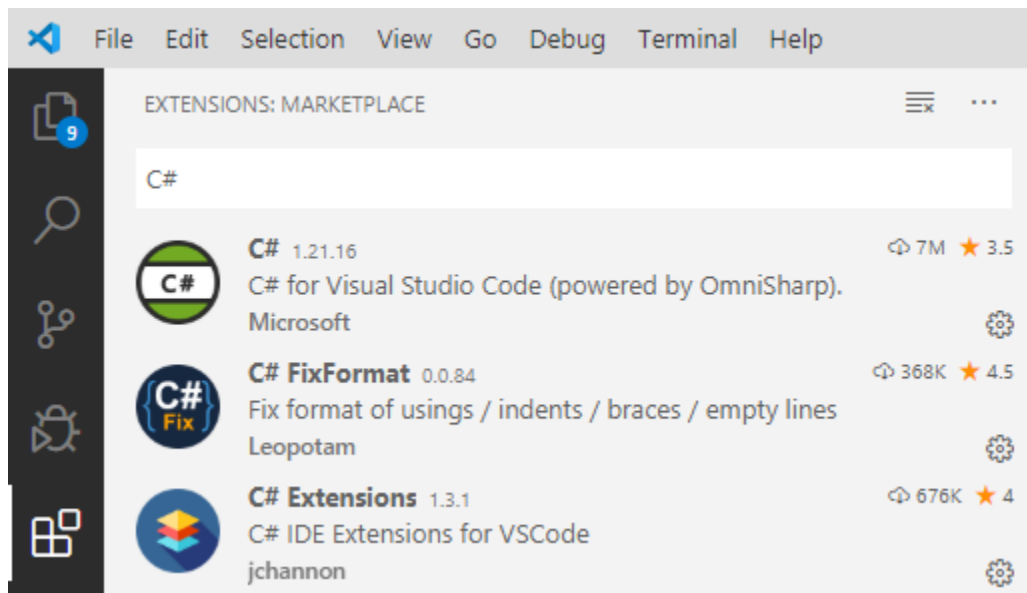 File Edit Selection View Go Debug Terminal Help
EXTENSIONS: MARKETPLACE
9
C#
C# 1.21.16 7M 3.5
C#
C# for Visual Studio Code (powered by OmniSharp).
Microsoft
C# FixFormat 0.0.84 368K 4.5
{C#}
Fix
Fix format of usings / indents / braces / empty lines
Leopotam
C# Extensions 1.3.1 676K 4
C# IDE Extensions for VSCode
jchannon